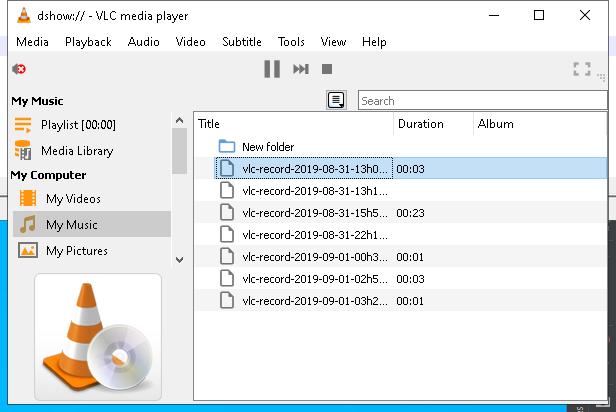 dshow:// - VLC media player
Media Playback Audio Video Subtitle Tools View Help
My Music
Playlist [00:00]
Media Library
My Computer
My Videos
My Music
My Pictures
Search
Title Duration Album
New folder
vlc-record-2019-08-31-13h0... 00:03
vlc-record-2019-08-31-13h1...
vlc-record-2019-08-31-15h5... 00:23
vlc-record-2019-08-31-22h1...
vlc-record-2019-09-01-00h3... 00:01
vlc-record-2019-09-01-02h5... 00:03
vlc-record-2019-09-01-03h2... 00:01